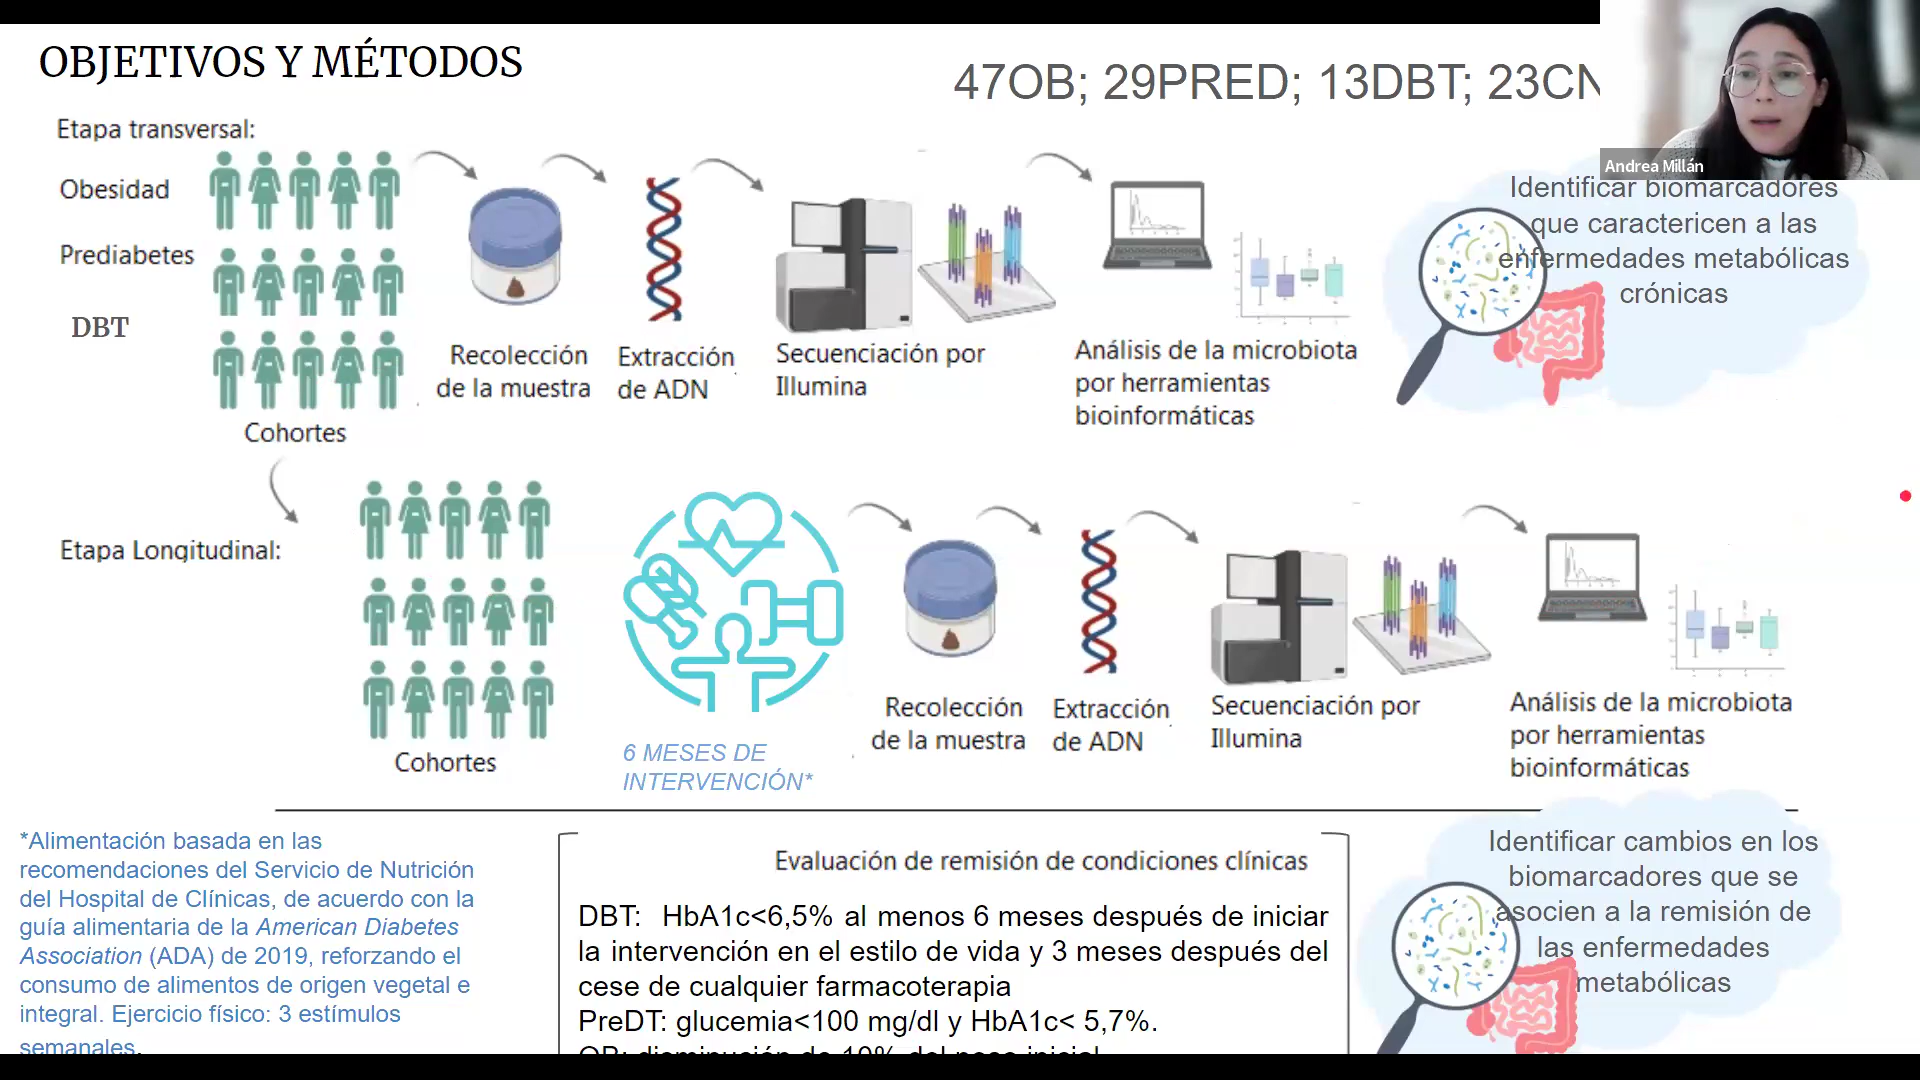 OBJETIVOS Y MÉTODOS
47OB; 29PRED; 13DBT; 23CN
Andrea Millán
Etapa transversal:
Obesidad
Prediabetes
DBT
Cohortes
Recolección
de la muestra
Extracción
de ADN
Secuenciación por
Illumina
Análisis de la microbiota
por herramientas
bioinformáticas
Identificar biomarcadores
que caractericen a las
enfermedades metabólicas
crónicas
Etapa Longitudinal:
Cohortes
6 MESES DE
INTERVENCIÓN*
Recolección
de la muestra
Extracción
de ADN
Secuenciación por
Illumina
Análisis de la microbiota
por herramientas
bioinformáticas
*Alimentación basada en las
recomendaciones del Servicio de Nutrición
del Hospital de Clínicas, de acuerdo con la
guía alimentaria de la American Diabetes
Association (ADA) de 2019, reforzando el
consumo de alimentos de origen vegetal e
integral. Ejercicio físico: 3 estímulos
semanales.
Evaluación de remisión de condiciones clínicas
DBT: HbA1c<6,5% al menos 6 meses después de iniciar
la intervención en el estilo de vida y 3 meses después del
cese de cualquier farmacoterapia
PreDT: glucemia<100 mg/dl y HbA1c< 5,7%.
OB: disminución de 10% del peso inicial
Identificar cambios en los
biomarcadores que se
asocien a la remisión de
las enfermedades
metabólicas